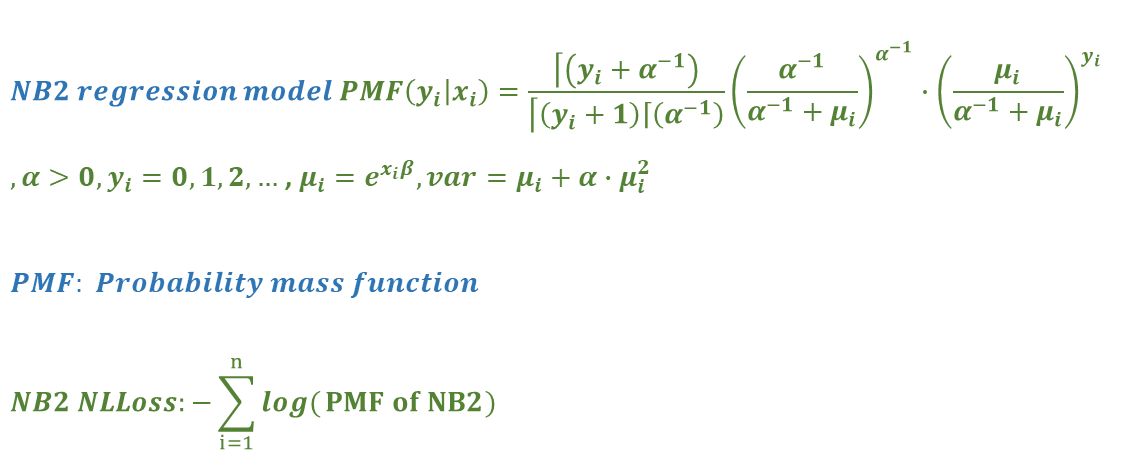 NB2 regression model PMF(yᵢ|xᵢ) = ⌈(yᵢ + α⁻¹) / ⌈(yᵢ + 1)⌈(α⁻¹) (α⁻¹ / α⁻¹ + μᵢ)^α⁻¹ · (μᵢ / α⁻¹ + μᵢ)^yᵢ
, α > 0, yᵢ = 0, 1, 2, … , μᵢ = e^xᵢβ, var = μᵢ + α · μᵢ²
PMF: Probability mass function
NB2 NLLoss: − ∑ᵢ₌₁ⁿ log(PMF of NB2)